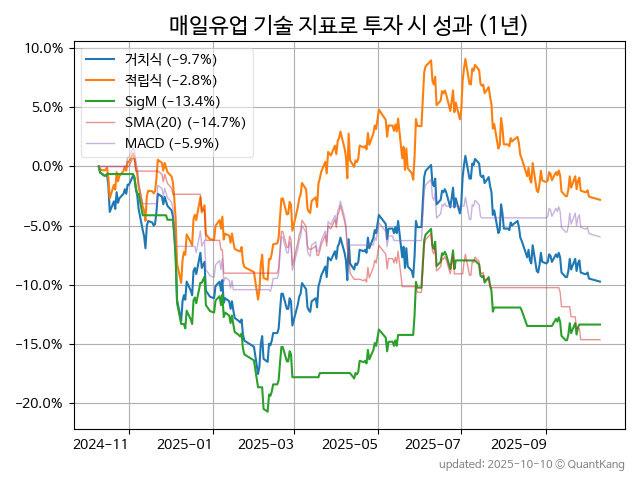 매일유업 기술 지표로 투자 시 성과 (1년)
10.0%
5.0%
0.0%
−5.0%
−10.0%
−15.0%
−20.0%
거치식 (−9.7%)
적립식 (−2.8%)
SigM (−13.4%)
SMA(20) (−14.7%)
MACD (−5.9%)
2024-11
2025-01
2025-03
2025-05
2025-07
2025-09
updated: 2025-10-10 © QuantKang